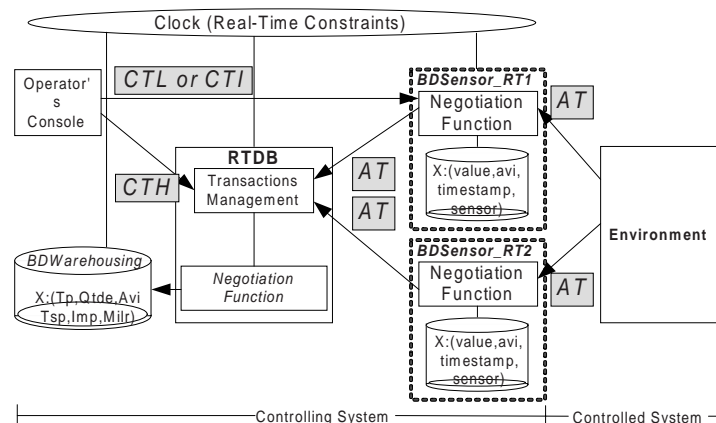 Clock (Real-Time Constraints)
Operator'
s
Console
CTL or CTI
CTH
RTDB
Transactions
Management
Negotiation
Function
BDWarehousing
X:(Tp,Qtde,Avi
Tsp,Imp,Milr)
BDSensor_RT1
Negotiation
Function
X:(value,avi,
timestamp,
sensor)
AT
AT
BDSensor_RT2
Negotiation
Function
X:(value,avi,
timestamp,
sensor)
AT
AT
Environment
Controlling System
Controlled System